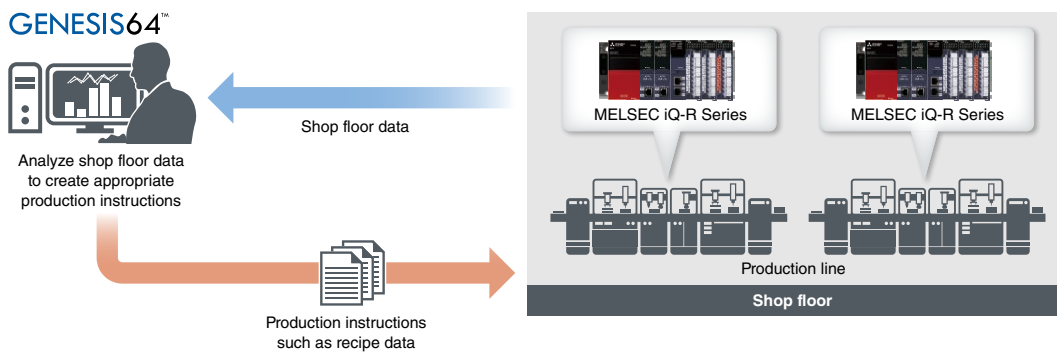 GENESIS64™
Shop floor data
Analyze shop floor data
to create appropriate
production instructions
Production instructions
such as recipe data
MELSEC iQ-R Series
MELSEC iQ-R Series
Production line
Shop floor